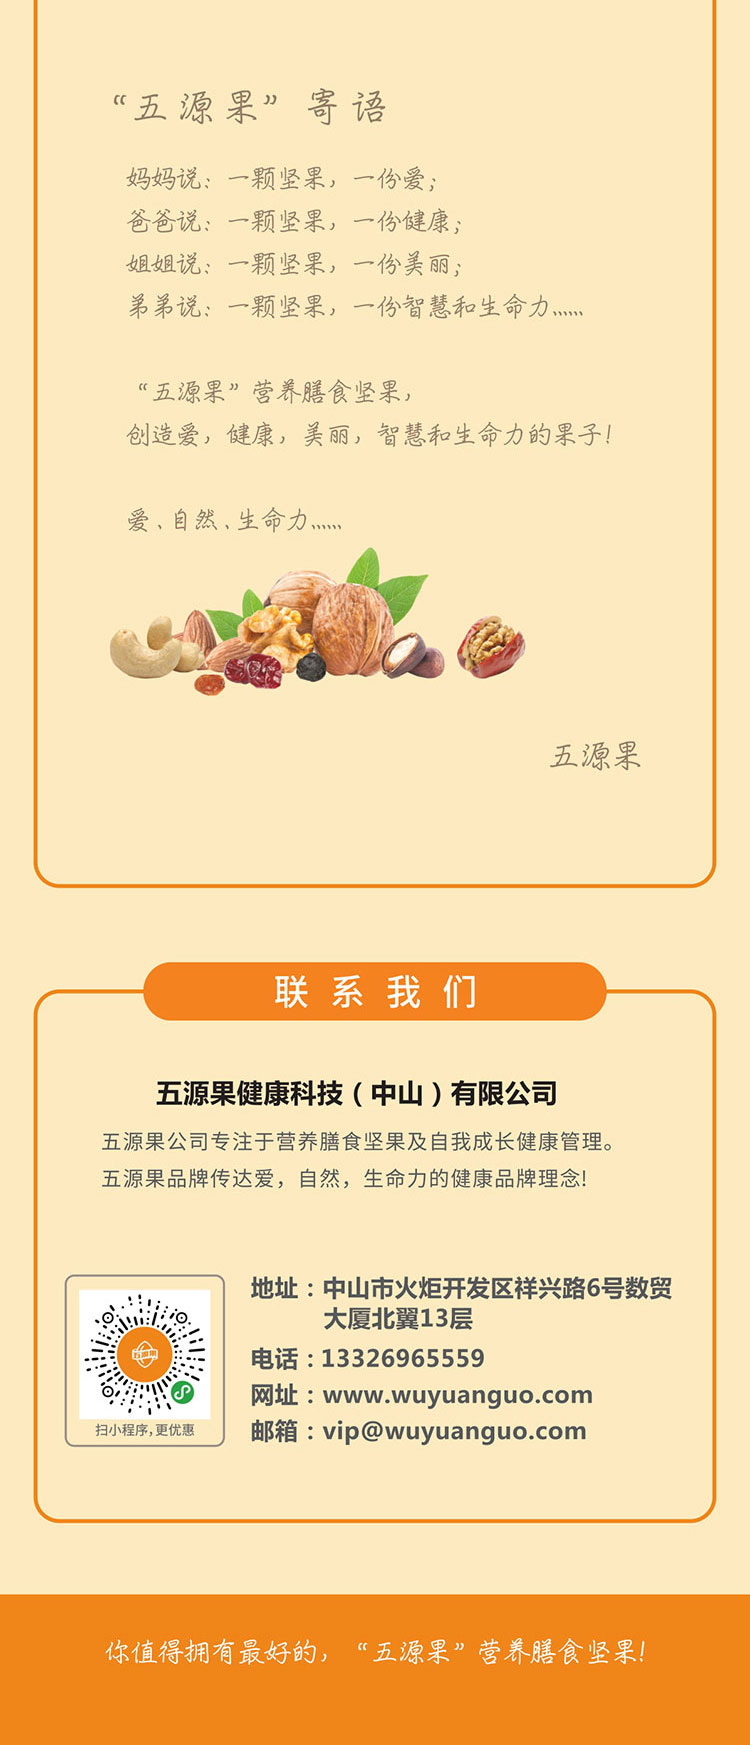 “五源果”寄语
妈妈说：一颗坚果，一份爱；
爸爸说：一颗坚果，一份健康；
姐姐说：一颗坚果，一份美丽；
弟弟说：一颗坚果，一份智慧和生命力......
“五源果”营养膳食坚果，
创造爱，健康，美丽，智慧和生命力的果子！
爱、自然、生命力......
五源果
联系我们
五源果健康科技（中山）有限公司
五源果公司专注于营养膳食坚果及自我成长健康管理。
五源果品牌传达爱，自然，生命力的健康品牌理念!
地址：中山市火炬开发区祥兴路6号数贸
大厦北翼13层
电话：13326965559
网址：www.wuyuanguo.com
邮箱：vip@wuyuanguo.com
扫小程序，更优惠
你值得拥有最好的，“五源果”营养膳食坚果！